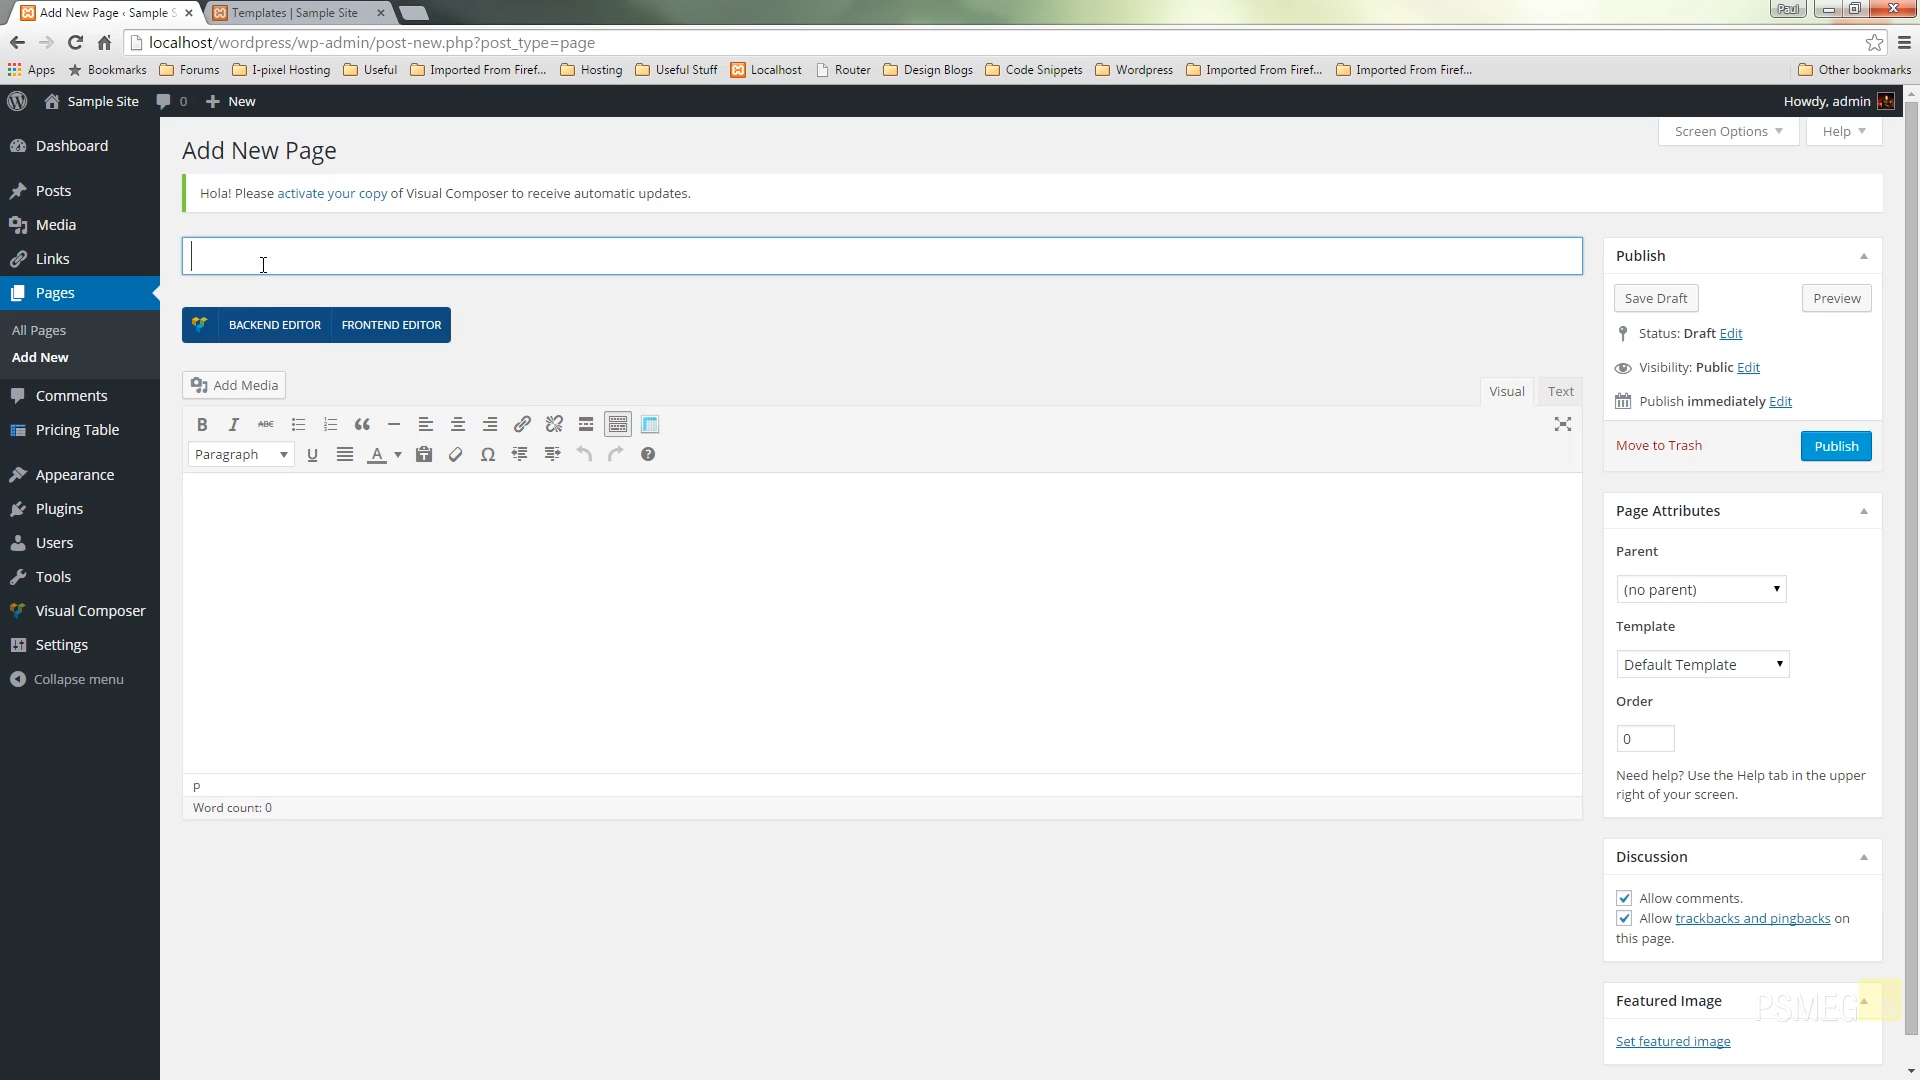 Add New Page ‹ Sample S
Templates | Sample Site
Paul
localhost/wordpress/wp-admin/post-new.php?post_type=page
Apps
Bookmarks
Forums
I-pixel Hosting
Useful
Imported From Firef...
Hosting
Useful Stuff
Localhost
Router
Design Blogs
Code Snippets
Wordpress
Imported From Firef...
Imported From Firef...
Other bookmarks
Sample Site
0
New
Howdy, admin
Dashboard
Posts
Media
Links
Pages
All Pages
Add New
Comments
Pricing Table
Appearance
Plugins
Users
Tools
Visual Composer
Settings
Collapse menu
Screen Options
Help
Add New Page
Hola! Please activate your copy of Visual Composer to receive automatic updates.
BACKEND EDITOR
FRONTEND EDITOR
Add Media
Visual
Text
B
I
ABC
Paragraph
U
A
Ω
p
Word count: 0
Publish
Save Draft
Preview
Status: Draft Edit
Visibility: Public Edit
Publish immediately Edit
Move to Trash
Publish
Page Attributes
Parent
(no parent)
Template
Default Template
Order
0
Need help? Use the Help tab in the upper
right of your screen.
Discussion
Allow comments.
Allow trackbacks and pingbacks on
this page.
Featured Image
Set featured image
PSMEG